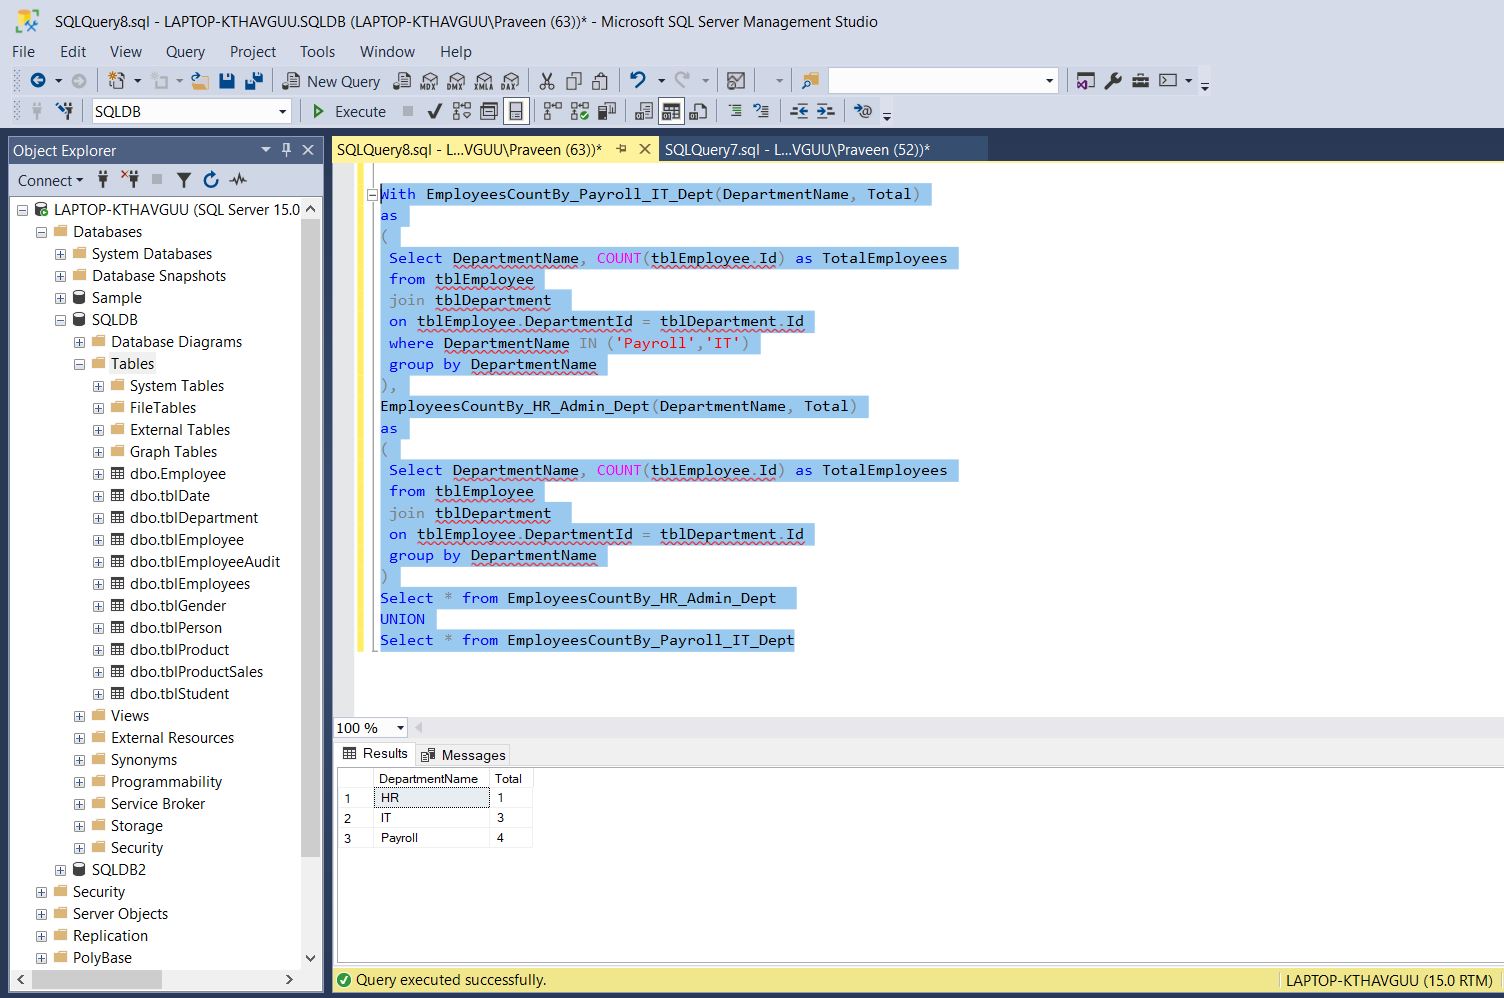 SQLQuery8.sql - LAPTOP-KTHAVGUU.SQLDB (LAPTOP-KTHAVGUU\Praveen (63))* - Microsoft SQL Server Management Studio
File Edit View Query Project Tools Window Help
New Query MDX DMX XMLA DAX
SQLDB Execute
Object Explorer
Connect
LAPTOP-KTHAVGUU (SQL Server 15.0
Databases
System Databases
Database Snapshots
Sample
SQLDB
Database Diagrams
Tables
System Tables
FileTables
External Tables
Graph Tables
dbo.Employee
dbo.tblDate
dbo.tblDepartment
dbo.tblEmployee
dbo.tblEmployeeAudit
dbo.tblEmployees
dbo.tblGender
dbo.tblPerson
dbo.tblProduct
dbo.tblProductSales
dbo.tblStudent
Views
External Resources
Synonyms
Programmability
Service Broker
Storage
Security
SQLDB2
Security
Server Objects
Replication
PolyBase
SQLQuery8.sql - L...VGUU\Praveen (63))* SQLQuery7.sql - L...VGUU\Praveen (52))*
With EmployeesCountBy_Payroll_IT_Dept(DepartmentName, Total)
as
(
Select DepartmentName, COUNT(tblEmployee.Id) as TotalEmployees
from tblEmployee
join tblDepartment
on tblEmployee.DepartmentId = tblDepartment.Id
where DepartmentName IN ('Payroll','IT')
group by DepartmentName
),
EmployeesCountBy_HR_Admin_Dept(DepartmentName, Total)
as
(
Select DepartmentName, COUNT(tblEmployee.Id) as TotalEmployees
from tblEmployee
join tblDepartment
on tblEmployee.DepartmentId = tblDepartment.Id
group by DepartmentName
)
Select * from EmployeesCountBy_HR_Admin_Dept
UNION
Select * from EmployeesCountBy_Payroll_IT_Dept
100 %
Results Messages
DepartmentName Total
1 HR 1
2 IT 3
3 Payroll 4
Query executed successfully. LAPTOP-KTHAVGUU (15.0 RTM)